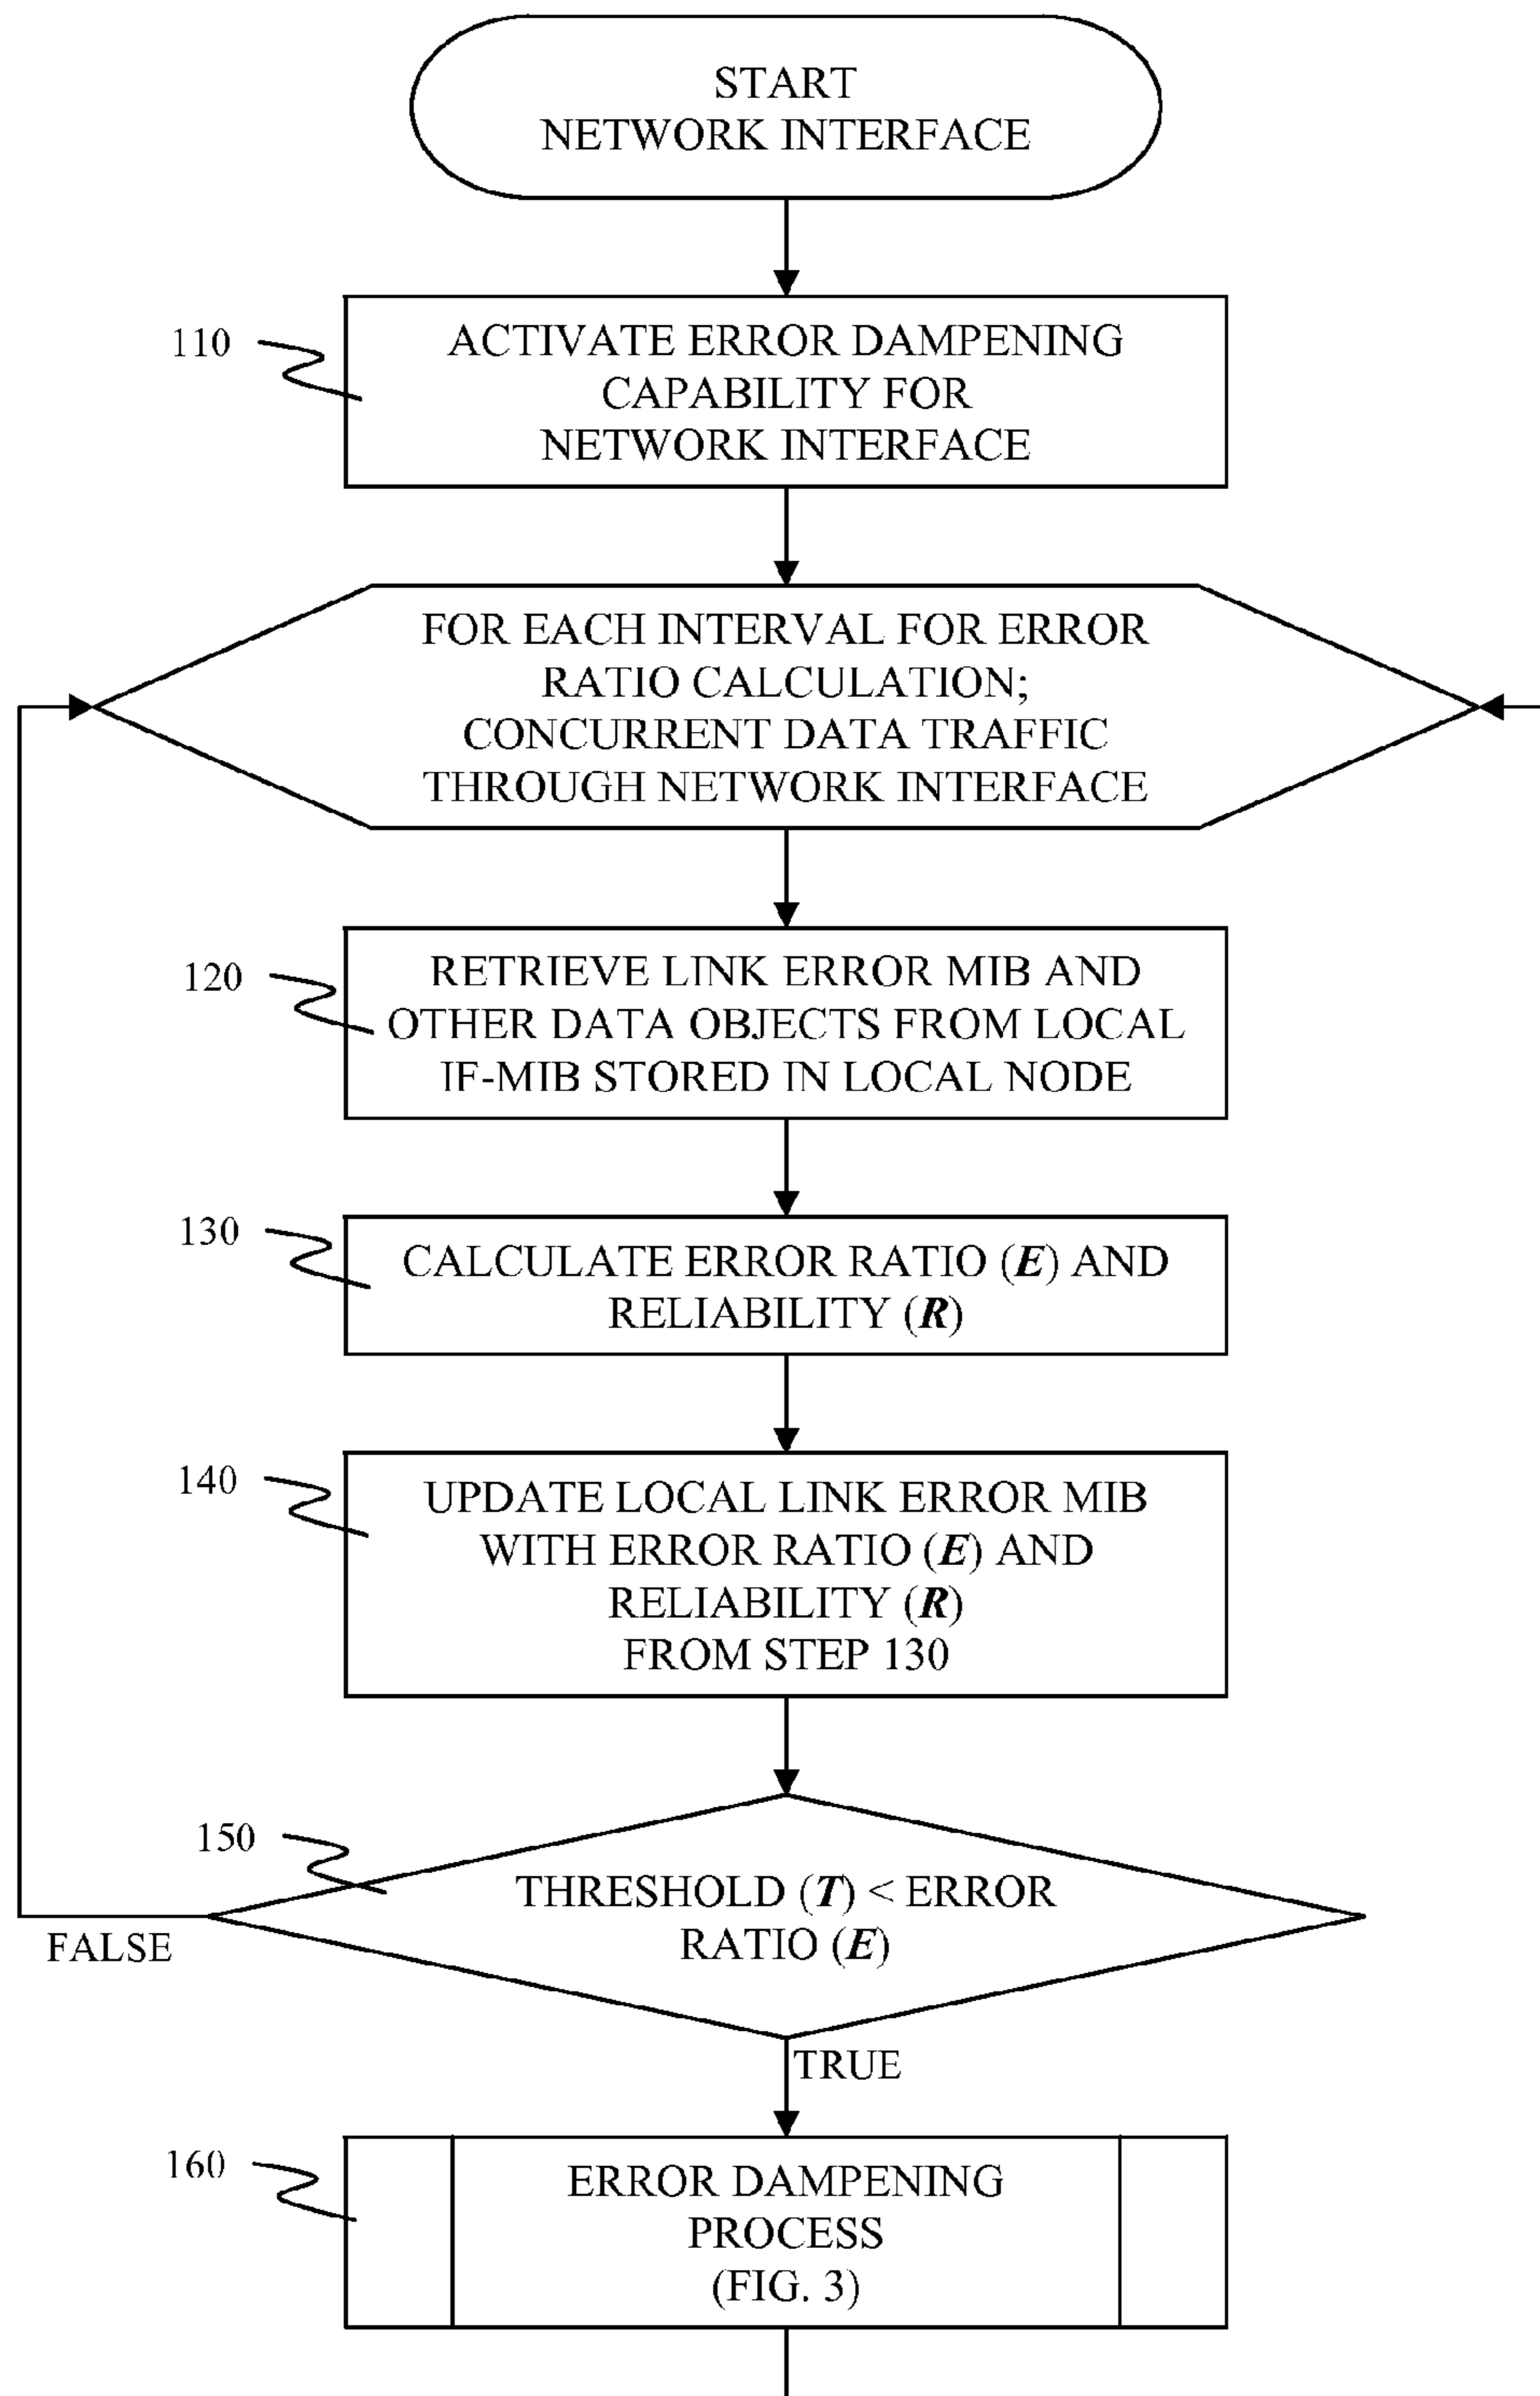 START
NETWORK INTERFACE
110
ACTIVATE ERROR DAMPENING
CAPABILITY FOR
NETWORK INTERFACE
FOR EACH INTERVAL FOR ERROR
RATIO CALCULATION;
CONCURRENT DATA TRAFFIC
THROUGH NETWORK INTERFACE
120
RETRIEVE LINK ERROR MIB AND
OTHER DATA OBJECTS FROM LOCAL
IF-MIB STORED IN LOCAL NODE
130
CALCULATE ERROR RATIO (E) AND
RELIABILITY (R)
140
UPDATE LOCAL LINK ERROR MIB
WITH ERROR RATIO (E) AND
RELIABILITY (R)
FROM STEP 130
150
THRESHOLD (T) < ERROR
RATIO (E)
FALSE
TRUE
160
ERROR DAMPENING
PROCESS
(FIG. 3)